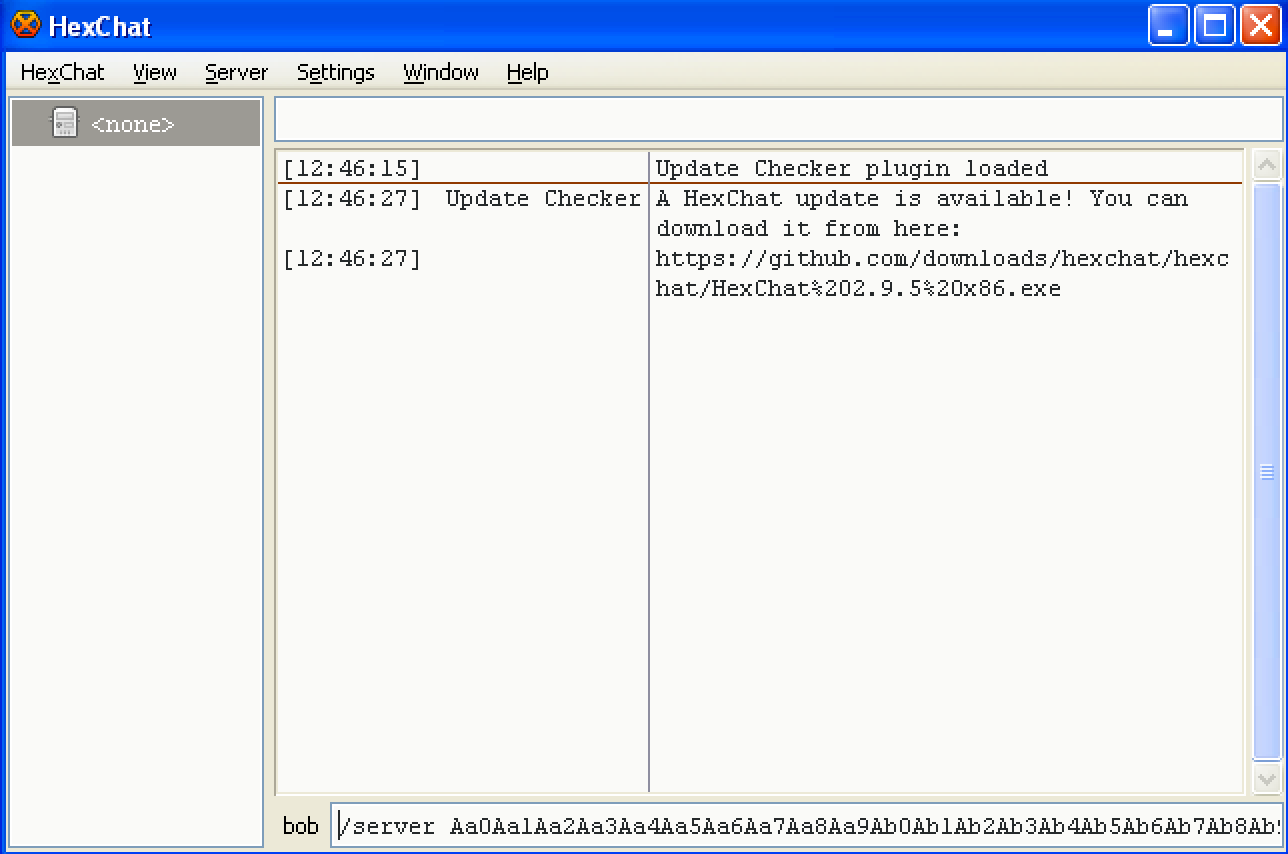 HexChat
HexChat View Server Settings Window Help
<none>
[12:46:15] Update Checker plugin loaded
[12:46:27] Update Checker A HexChat update is available! You can
download it from here:
[12:46:27] https://github.com/downloads/hexchat/hexc
hat/HexChat%202.9.5%20x86.exe
bob /server Aa0Aa1Aa2Aa3Aa4Aa5Aa6Aa7Aa8Aa9Ab0Ab1Ab2Ab3Ab4Ab5Ab6Ab7Ab8Ab